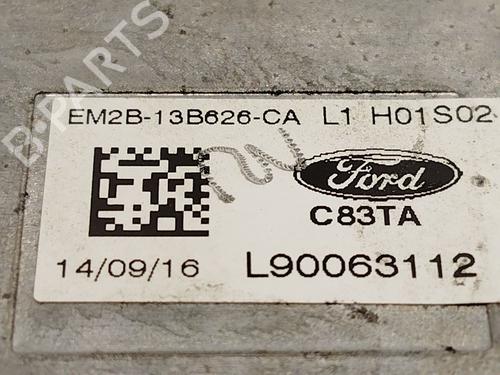 B-PARTS
EM2B-13B626-CA L1 H01S02
Ford
C83TA
14/09/16 L90063112